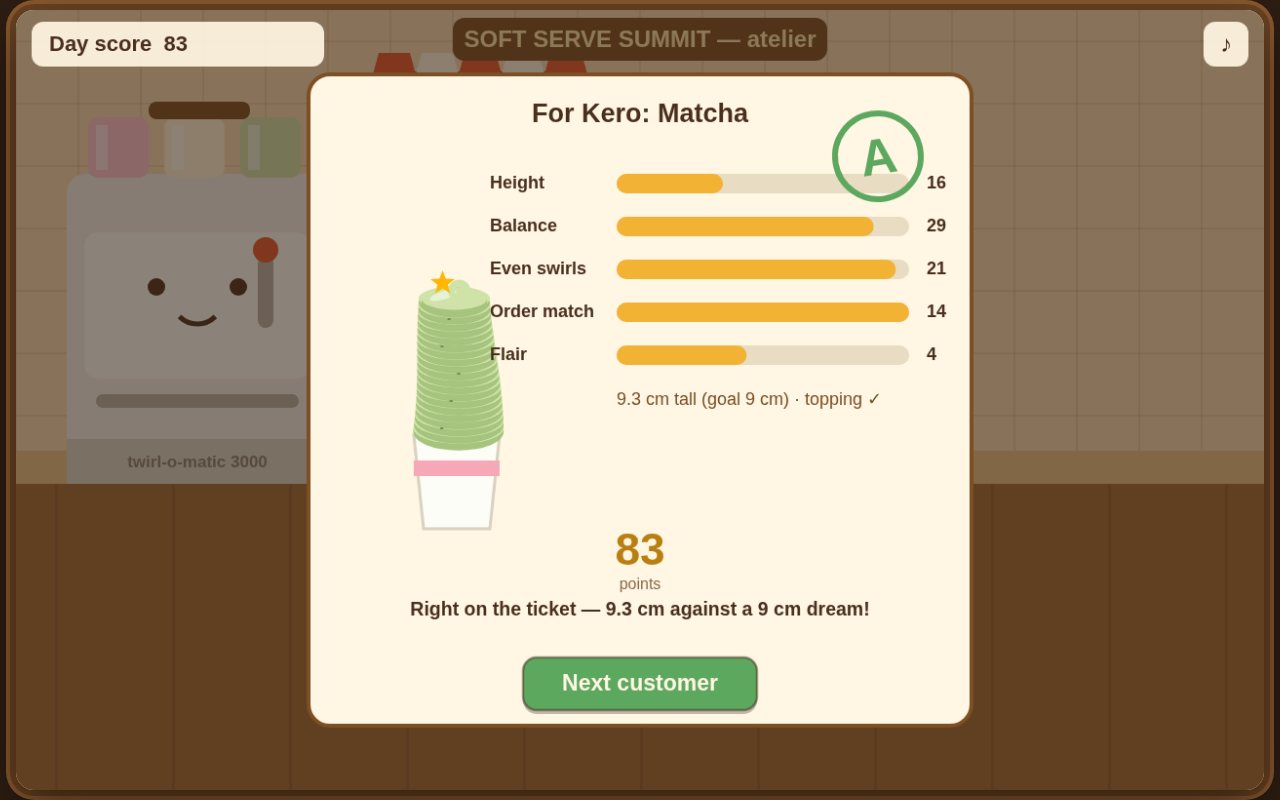 Day score 83
SOFT SERVE SUMMIT — atelier
♪
For Kero: Matcha
A
Height 16
Balance 29
Even swirls 21
Order match 14
Flair 4
9.3 cm tall (goal 9 cm) · topping ✓
twirl-o-matic 3000
83
points
Right on the ticket — 9.3 cm against a 9 cm dream!
Next customer